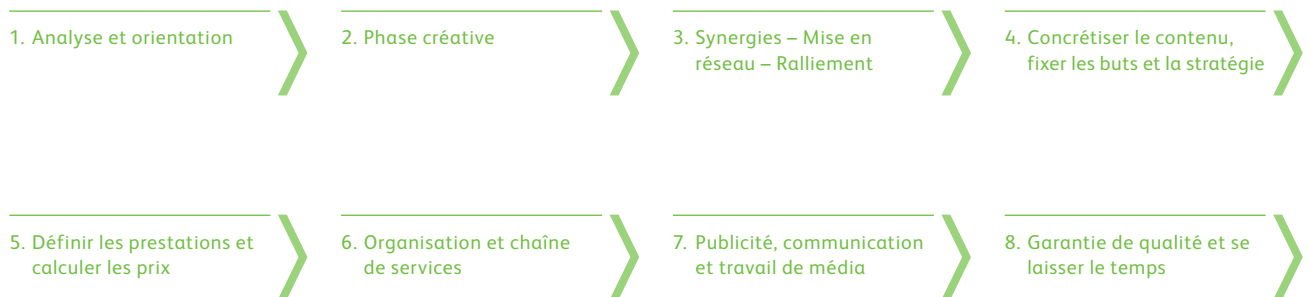 1. Analyse et orientation
2. Phase créative
3. Synergies – Mise en
réseau – Ralliement
4. Concrétiser le contenu,
fixer les buts et la stratégie
5. Définir les prestations et
calculer les prix
6. Organisation et chaîne
de services
7. Publicité, communication
et travail de média
8. Garantie de qualité et se
laisser le temps